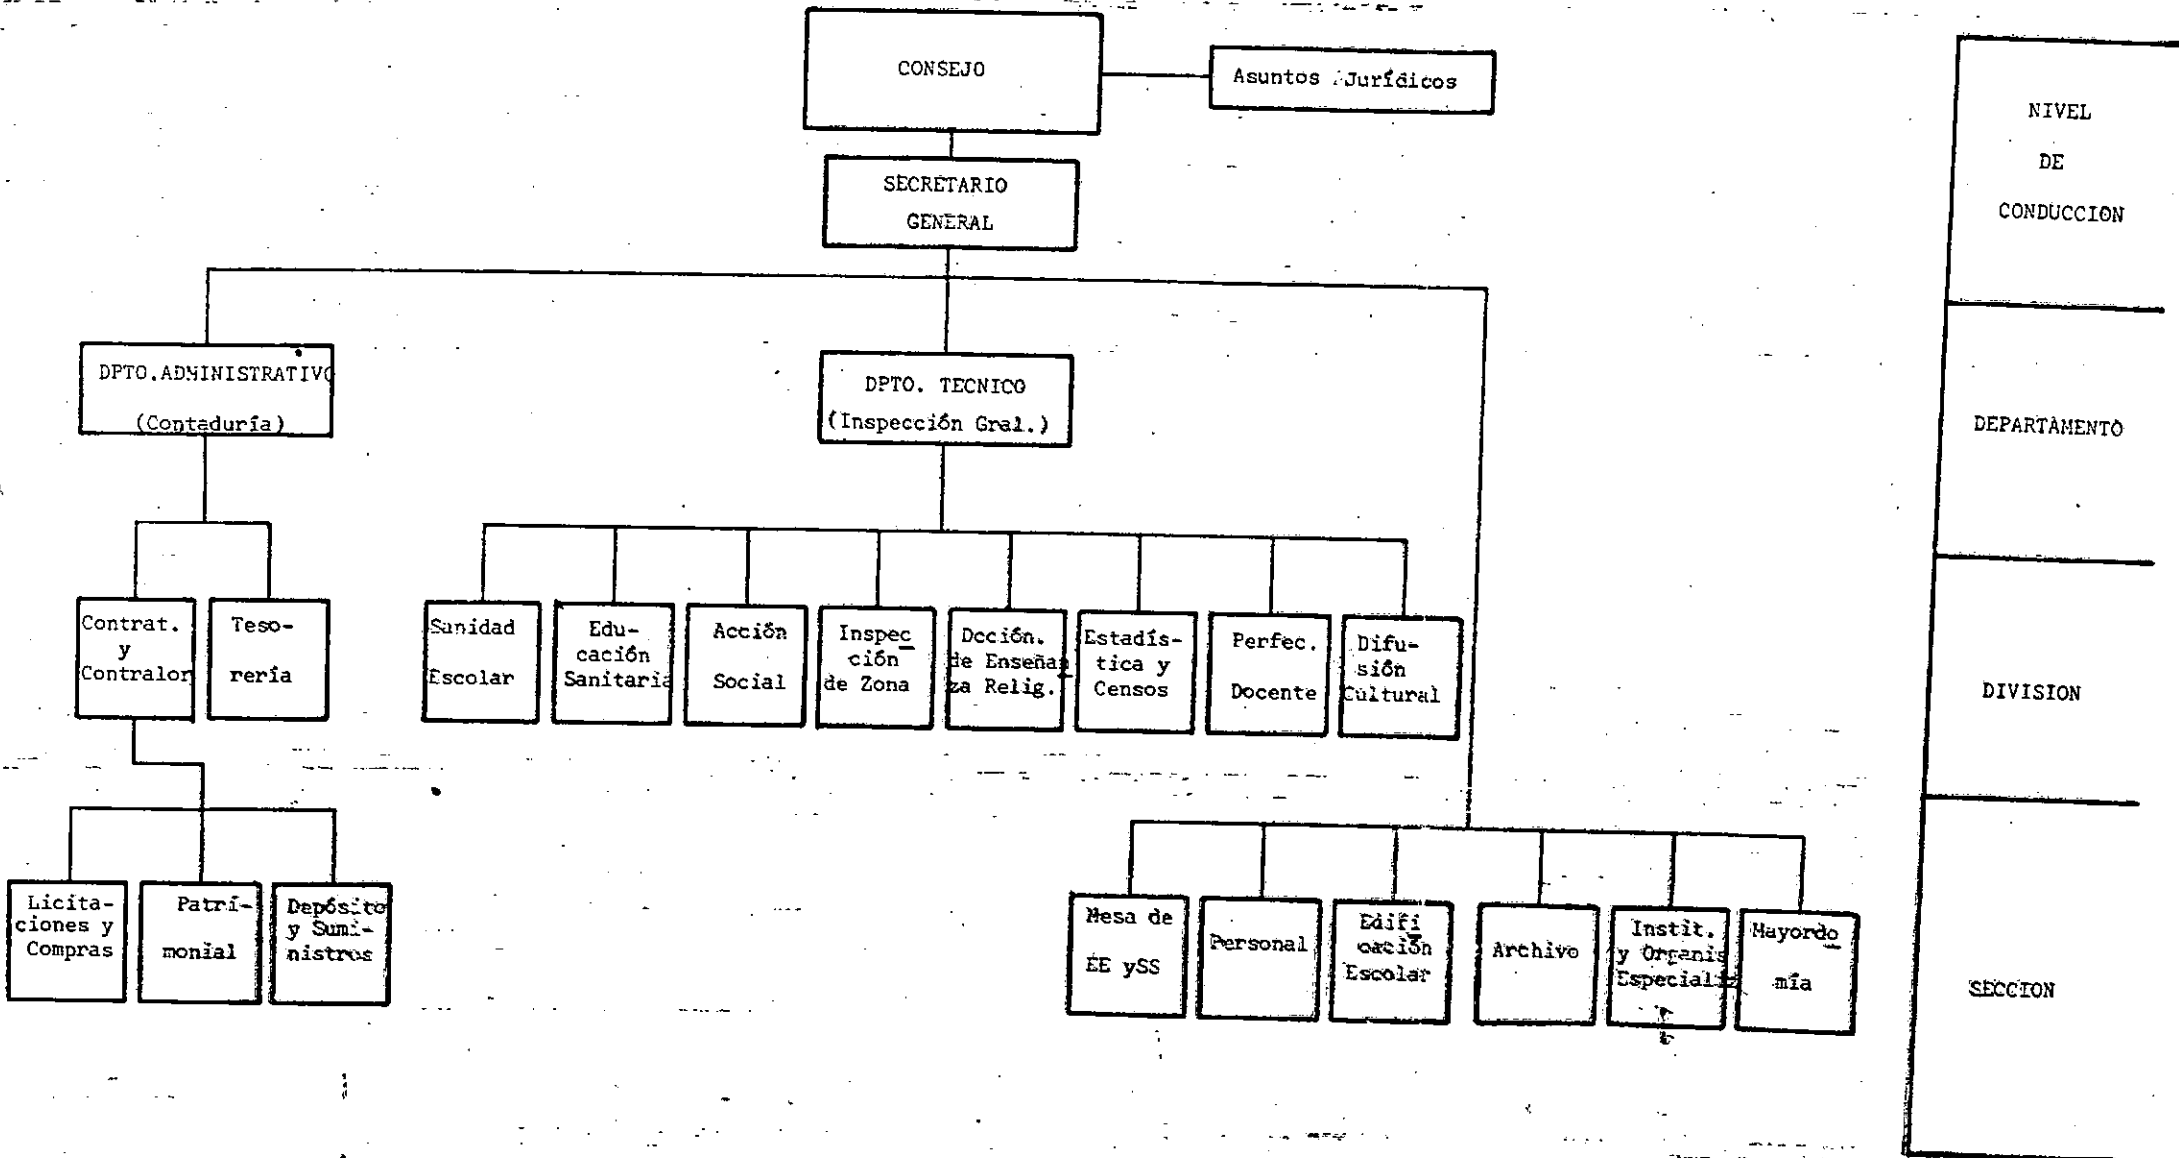 CONSEJO
Asuntos Jurídicos
SECRETARIO
GENERAL
DPTO.ADMINISTRATIVO
(Contaduría)
DPTO. TECNICO
(Inspección Gral.)
Contrat.
y
Contralor
Teso-
rería
Sanidad
Escolar
Edu-
cación
Sanitaria
Acción
Social
Inspec
ción
de Zona
Dcción.
de Enseñan
za Relig.
Estadís-
tica y
Censos
Perfec.
Docente
Difu-
sión
Cultural
Licita-
ciones y
Compras
Patri-
monial
Depósito
y Sumi-
nistros
Mesa de
EE ySS
Personal
Edifi
cación
Escolar
Archivo
Instit.
y Organis
Especializ
Mayordo
mía
NIVEL
DE
CONDUCCION
DEPARTAMENTO
DIVISION
SECCION